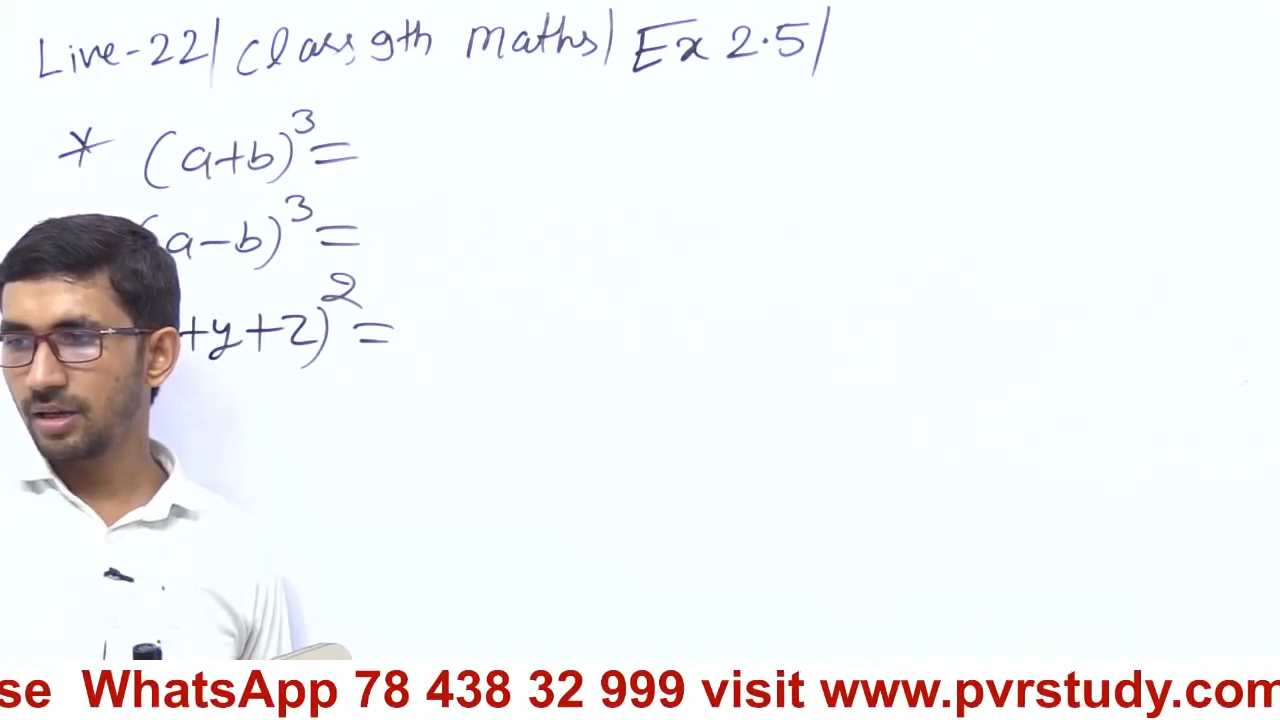 Live-22| Class 9th maths| Ex 2.5|
* (a+b)³=
(a-b)³=
+y+z)²=
se WhatsApp 78 438 32 999 visit www.pvrstudy.com